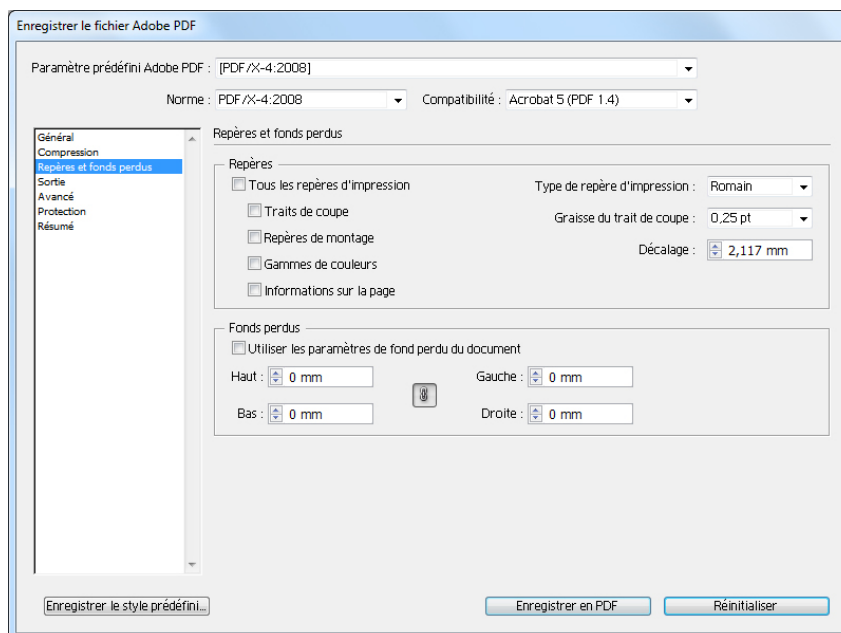 Enregistrer le fichier Adobe PDF
Paramètre prédéfini Adobe PDF : [PDF/X-4:2008]
Norme : PDF/X-4:2008 Compatibilité : Acrobat 5 (PDF 1.4)
Général
Compression
Repères et fonds perdus
Sortie
Avancé
Protection
Résumé
Repères et fonds perdus
Repères
Tous les repères d'impression
Traits de coupe
Repères de montage
Gammes de couleurs
Informations sur la page
Type de repère d'impression : Romain
Graisse du trait de coupe : 0,25 pt
Décalage : 2,117 mm
Fonds perdus
Utiliser les paramètres de fond perdu du document
Haut : 0 mm Gauche : 0 mm
Bas : 0 mm Droite : 0 mm
Enregistrer le style prédéfini... Enregistrer en PDF Réinitialiser